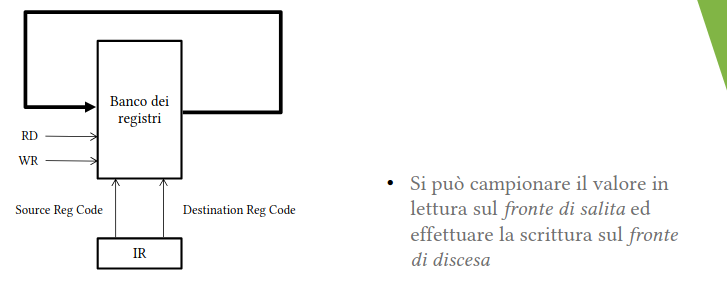 Banco dei
registri
RD
WR
Source Reg Code
Destination Reg Code
IR
• Si può campionare il valore in
lettura sul fronte di salita ed
effettuare la scrittura sul fronte
di discesa